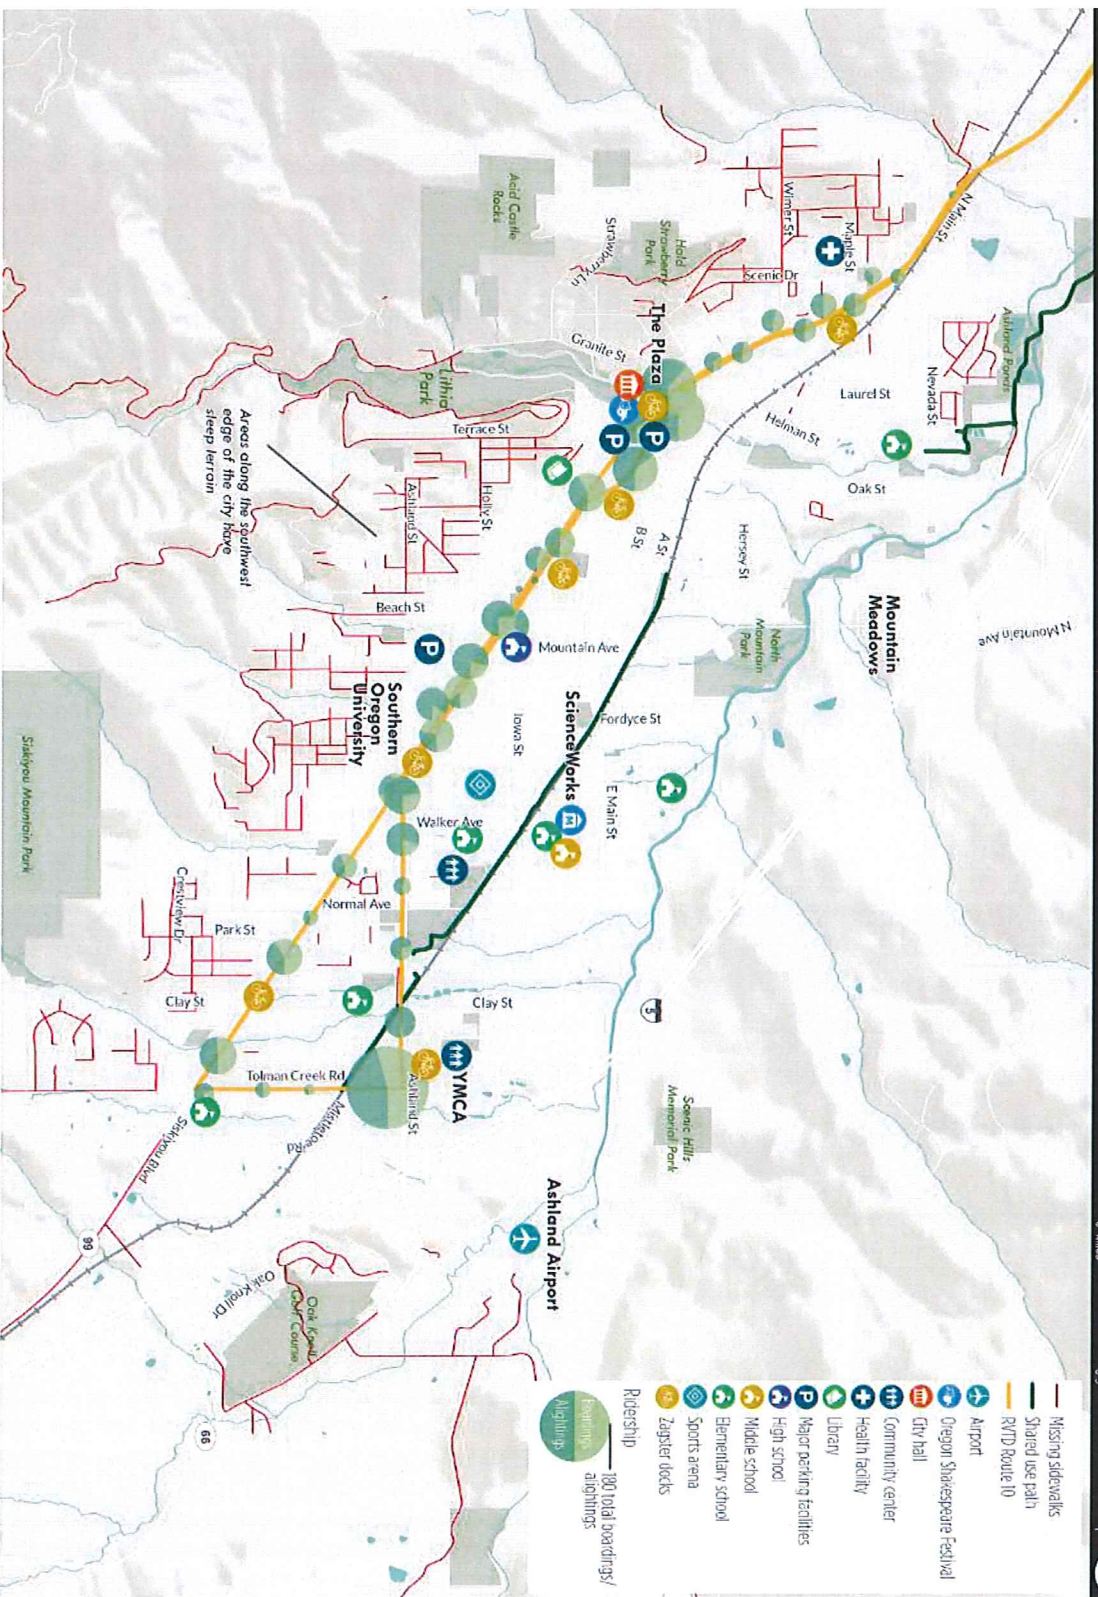 Missing sidewalks
Shared use path
RVTD Route 10
Airport
Oregon Shakespeare Festival
City hall
Community center
Health facility
Library
Major parking facilities
High school
Middle school
Elementary school
Sports arena
Zagster docks
Ridership
Boardings
Alightings
180 total boardings/
alightings
N Main St
Wimer St
Maple St
Scenic Dr
Hald
Strawberry
Park
Strawberry Ln
Acid Castle
Rocks
The Plaza
Granite St
Ashland Ponds
Nevada St
Laurel St
Helman St
Oak St
Hersey St
A St
B St
Lithia
Park
Terrace St
Holly St
Ashland St
Beach St
Areas along the southwest
edge of the city have
steep terrain
Mountain
Meadows
N Mountain Ave
North
Mountain
Park
Mountain Ave
Southern
Oregon
University
Iowa St
ScienceWorks
Fordyce St
E Main St
Walker Ave
Normal Ave
Park St
Crestview Dr
Clay St
Clay St
Siskiyou Mountain Park
Tolman Creek Rd
Ashland St
YMCA
Mistletoe Rd
Siskiyou Blvd
5
Scenic Hills
Memorial Park
Ashland Airport
99
Oak Knoll Dr
Oak Knoll
Golf Course
66
P
P
P
M